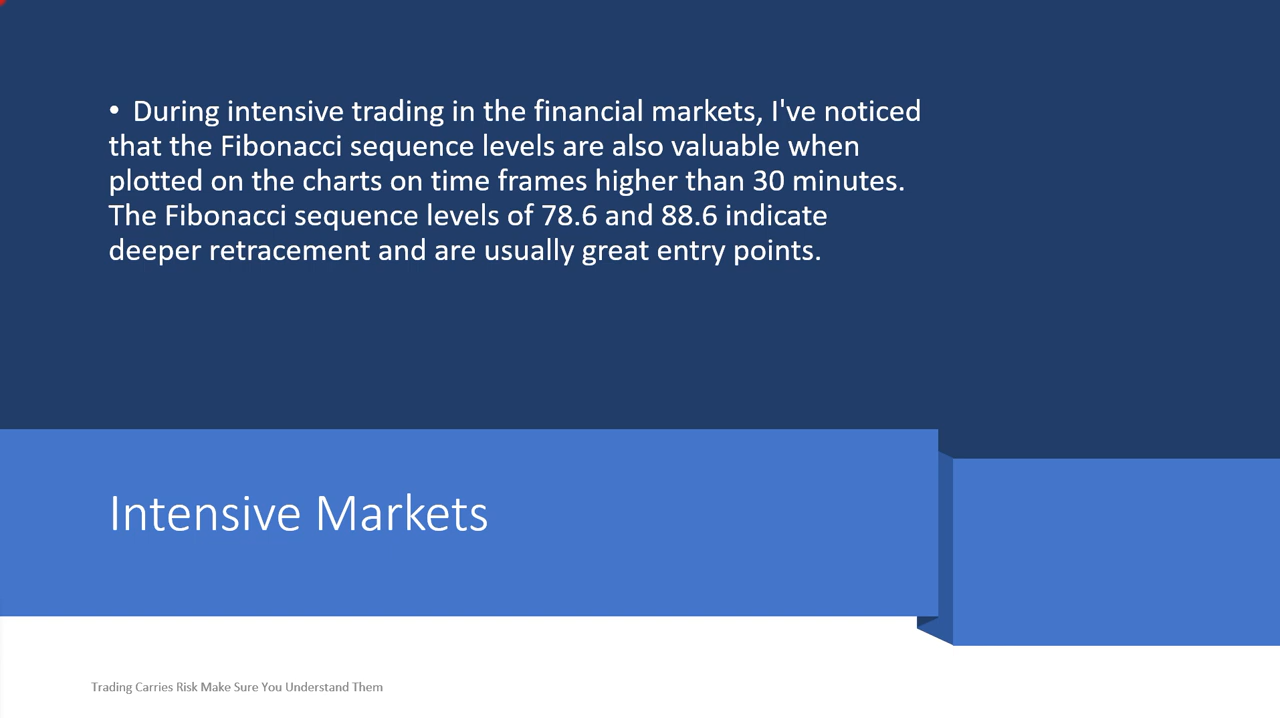 • During intensive trading in the financial markets, I've noticed
that the Fibonacci sequence levels are also valuable when
plotted on the charts on time frames higher than 30 minutes.
The Fibonacci sequence levels of 78.6 and 88.6 indicate
deeper retracement and are usually great entry points.
Intensive Markets
Trading Carries Risk Make Sure You Understand Them